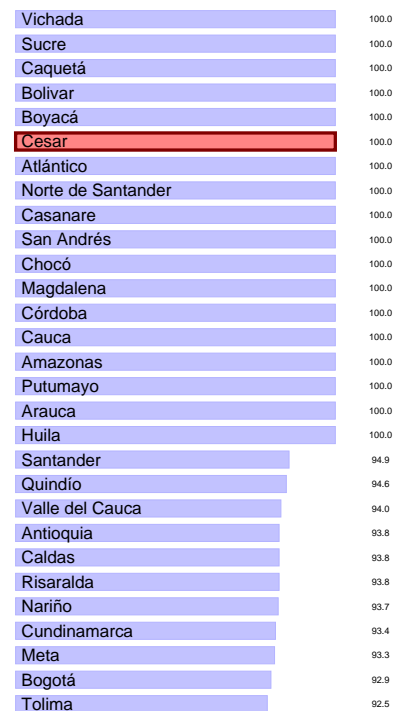 Vichada 100.0
Sucre 100.0
Caquetá 100.0
Bolivar 100.0
Boyacá 100.0
Cesar 100.0
Atlántico 100.0
Norte de Santander 100.0
Casanare 100.0
San Andrés 100.0
Chocó 100.0
Magdalena 100.0
Córdoba 100.0
Cauca 100.0
Amazonas 100.0
Putumayo 100.0
Arauca 100.0
Huila 100.0
Santander 94.9
Quindío 94.6
Valle del Cauca 94.0
Antioquia 93.8
Caldas 93.8
Risaralda 93.8
Nariño 93.7
Cundinamarca 93.4
Meta 93.3
Bogotá 92.9
Tolima 92.5